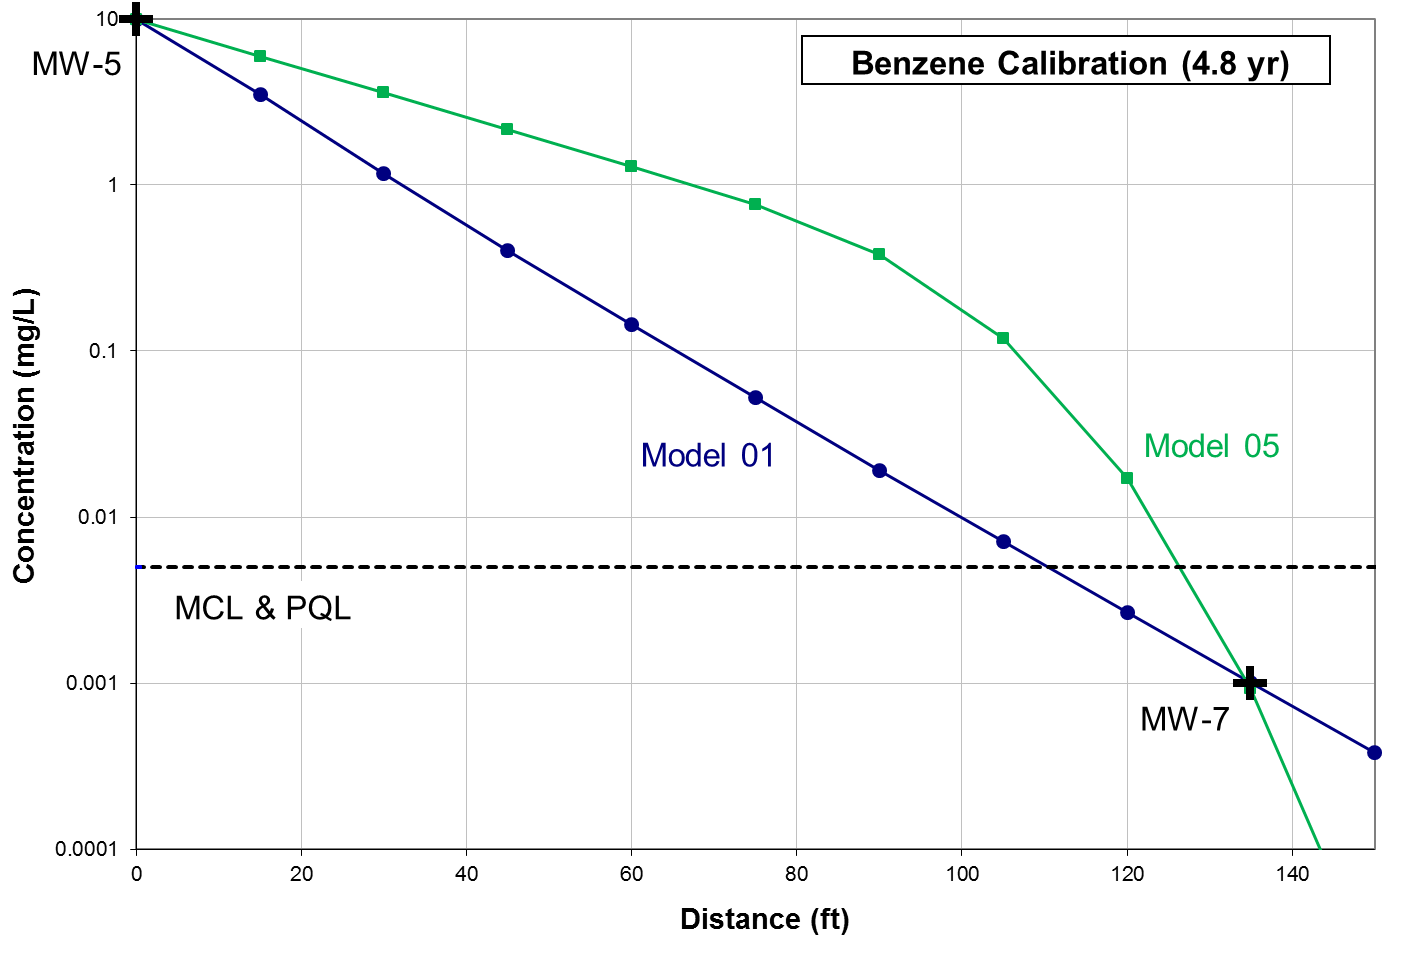 10
MW-5
Benzene Calibration (4.8 yr)
1
0.1
Concentration (mg/L)
Model 01
Model 05
0.01
MCL & PQL
0.001
MW-7
0.0001
0 20 40 60 80 100 120 140
Distance (ft)